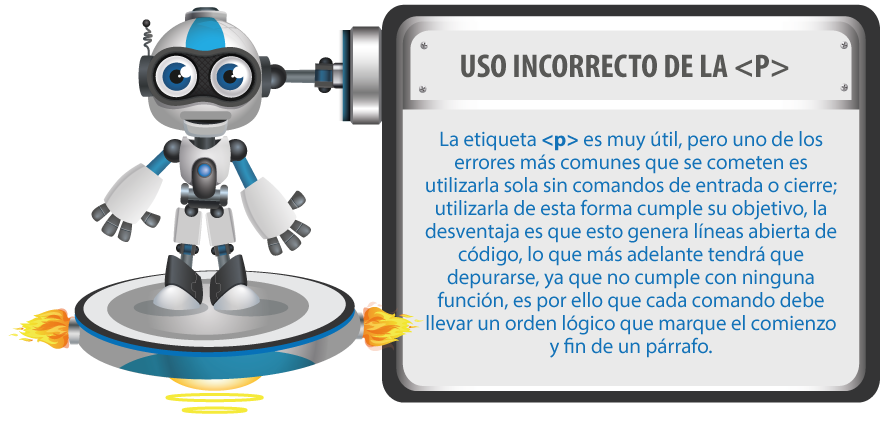 USO INCORRECTO DE LA <P>
La etiqueta <p> es muy útil, pero uno de los
errores más comunes que se cometen es
utilizarla sola sin comandos de entrada o cierre;
utilizarla de esta forma cumple su objetivo, la
desventaja es que esto genera líneas abierta de
código, lo que más adelante tendrá que
depurarse, ya que no cumple con ninguna
función, es por ello que cada comando debe
llevar un orden lógico que marque el comienzo
y fin de un párrafo.